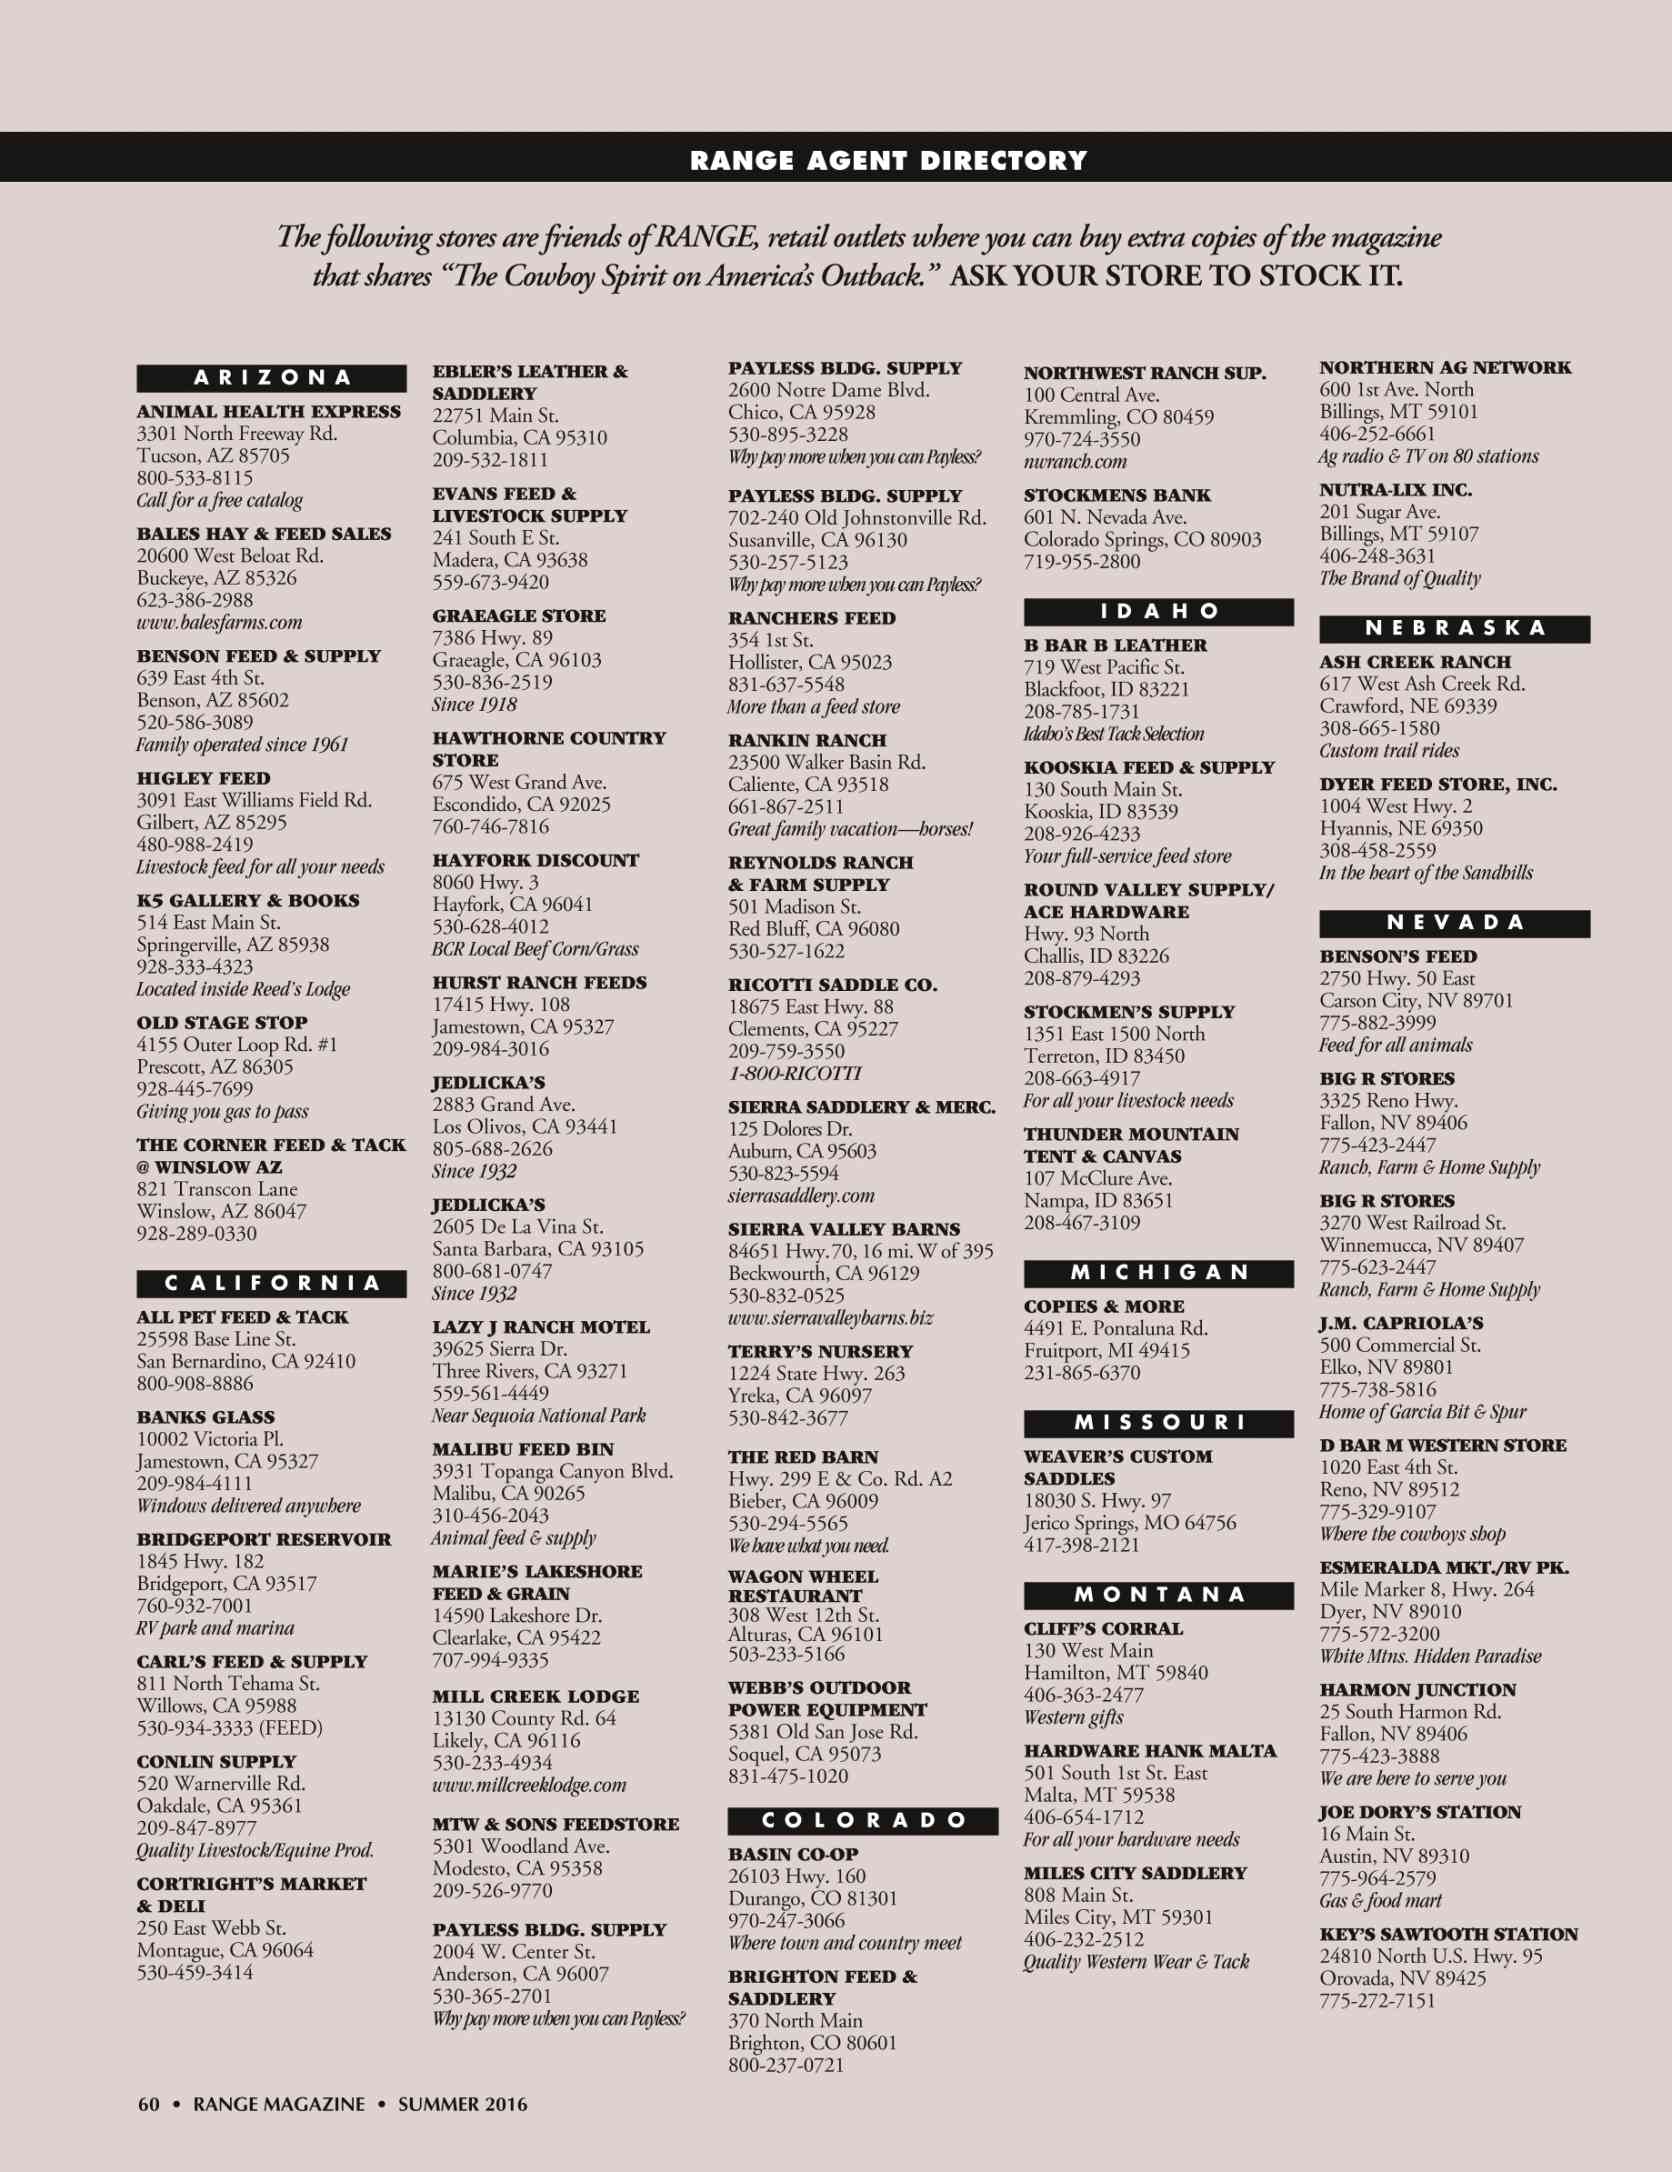 RANGE AGENT DIRECTORY
The following stores are friends of RANGE, retail outlets where you can buy extra copies of the magazine
that shares “The Cowboy Spirit on America’s Outback.” ASK YOUR STORE TO STOCK IT.
ARIZONA
ANIMAL HEALTH EXPRESS
3301 North Freeway Rd.
Tucson, AZ 85705
800-533-8115
Call for a free catalog
BALES HAY & FEED SALES
20600 West Beloat Rd.
Buckeye, AZ 85326
623-386-2988
www.balesfarms.com
BENSON FEED & SUPPLY
639 East 4th St.
Benson, AZ 85602
520-586-3089
Family operated since 1961
HIGLEY FEED
3091 East Williams Field Rd.
Gilbert, AZ 85295
480-988-2419
Livestock feed for all your needs
K5 GALLERY & BOOKS
514 East Main St.
Springerville, AZ 85938
928-333-4323
Located inside Reed’s Lodge
OLD STAGE STOP
4155 Outer Loop Rd. #1
Prescott, AZ 86305
928-445-7699
Giving you gas to pass
THE CORNER FEED & TACK
@ WINSLOW AZ
821 Transcon Lane
Winslow, AZ 86047
928-289-0330
CALIFORNIA
ALL PET FEED & TACK
25598 Base Line St.
San Bernardino, CA 92410
800-908-8886
BANKS GLASS
10002 Victoria Pl.
Jamestown, CA 95327
209-984-4111
Windows delivered anywhere
BRIDGEPORT RESERVOIR
1845 Hwy. 182
Bridgeport, CA 93517
760-932-7001
RV park and marina
CARL’S FEED & SUPPLY
811 North Tehama St.
Willows, CA 95988
530-934-3333 (FEED)
CONLIN SUPPLY
520 Warnerville Rd.
Oakdale, CA 95361
209-847-8977
Quality Livestock/Equine Prod.
CORTRIGHT’S MARKET
& DELI
250 East Webb St.
Montague, CA 96064
530-459-3414
EBLER’S LEATHER &
SADDLERY
22751 Main St.
Columbia, CA 95310
209-532-1811
EVANS FEED &
LIVESTOCK SUPPLY
241 South E St.
Madera, CA 93638
559-673-9420
GRAEAGLE STORE
7386 Hwy. 89
Graeagle, CA 96103
530-836-2519
Since 1918
HAWTHORNE COUNTRY
STORE
675 West Grand Ave.
Escondido, CA 92025
760-746-7816
HAYFORK DISCOUNT
8060 Hwy. 3
Hayfork, CA 96041
530-628-4012
BCR Local Beef Corn/Grass
HURST RANCH FEEDS
17415 Hwy. 108
Jamestown, CA 95327
209-984-3016
JEDLICKA’S
2883 Grand Ave.
Los Olivos, CA 93441
805-688-2626
Since 1932
JEDLICKA’S
2605 De La Vina St.
Santa Barbara, CA 93105
800-681-0747
Since 1932
LAZY J RANCH MOTEL
39625 Sierra Dr.
Three Rivers, CA 93271
559-561-4449
Near Sequoia National Park
MALIBU FEED BIN
3931 Topanga Canyon Blvd.
Malibu, CA 90265
310-456-2043
Animal feed & supply
MARIE’S LAKESHORE
FEED & GRAIN
14590 Lakeshore Dr.
Clearlake, CA 95422
707-994-9335
MILL CREEK LODGE
13130 County Rd. 64
Likely, CA 96116
530-233-4934
www.millcreeklodge.com
MTW & SONS FEEDSTORE
5301 Woodland Ave.
Modesto, CA 95358
209-526-9770
PAYLESS BLDG. SUPPLY
2004 W. Center St.
Anderson, CA 96007
530-365-2701
Why pay more when you can Payless?
PAYLESS BLDG. SUPPLY
2600 Notre Dame Blvd.
Chico, CA 95928
530-895-3228
Why pay more when you can Payless?
PAYLESS BLDG. SUPPLY
702-240 Old Johnstonville Rd.
Susanville, CA 96130
530-257-5123
Why pay more when you can Payless?
RANCHERS FEED
354 1st St.
Hollister, CA 95023
831-637-5548
More than a feed store
RANKIN RANCH
23500 Walker Basin Rd.
Caliente, CA 93518
661-867-2511
Great family vacation—horses!
REYNOLDS RANCH
& FARM SUPPLY
501 Madison St.
Red Bluff, CA 96080
530-527-1622
RICOTTI SADDLE CO.
18675 East Hwy. 88
Clements, CA 95227
209-759-3550
1-800-RICOTTI
SIERRA SADDLERY & MERC.
125 Dolores Dr.
Auburn, CA 95603
530-823-5594
sierrasaddlery.com
SIERRA VALLEY BARNS
84651 Hwy.70, 16 mi. W of 395
Beckwourth, CA 96129
530-832-0525
www.sierravalleybarns.biz
TERRY’S NURSERY
1224 State Hwy. 263
Yreka, CA 96097
530-842-3677
THE RED BARN
Hwy. 299 E & Co. Rd. A2
Bieber, CA 96009
530-294-5565
We have what you need.
WAGON WHEEL
RESTAURANT
308 West 12th St.
Alturas, CA 96101
503-233-5166
WEBB’S OUTDOOR
POWER EQUIPMENT
5381 Old San Jose Rd.
Soquel, CA 95073
831-475-1020
COLORADO
BASIN CO-OP
26103 Hwy. 160
Durango, CO 81301
970-247-3066
Where town and country meet
BRIGHTON FEED &
SADDLERY
370 North Main
Brighton, CO 80601
800-237-0721
NORTHWEST RANCH SUP.
100 Central Ave.
Kremmling, CO 80459
970-724-3550
nwranch.com
STOCKMENS BANK
601 N. Nevada Ave.
Colorado Springs, CO 80903
719-955-2800
IDAHO
B BAR B LEATHER
719 West Pacific St.
Blackfoot, ID 83221
208-785-1731
Idaho’s Best Tack Selection
KOOSKIA FEED & SUPPLY
130 South Main St.
Kooskia, ID 83539
208-926-4233
Your full-service feed store
ROUND VALLEY SUPPLY/
ACE HARDWARE
Hwy. 93 North
Challis, ID 83226
208-879-4293
STOCKMEN’S SUPPLY
1351 East 1500 North
Terreton, ID 83450
208-663-4917
For all your livestock needs
THUNDER MOUNTAIN
TENT & CANVAS
107 McClure Ave.
Nampa, ID 83651
208-467-3109
MICHIGAN
COPIES & MORE
4491 E. Pontaluna Rd.
Fruitport, MI 49415
231-865-6370
MISSOURI
WEAVER’S CUSTOM
SADDLES
18030 S. Hwy. 97
Jerico Springs, MO 64756
417-398-2121
MONTANA
CLIFF’S CORRAL
130 West Main
Hamilton, MT 59840
406-363-2477
Western gifts
HARDWARE HANK MALTA
501 South 1st St. East
Malta, MT 59538
406-654-1712
For all your hardware needs
MILES CITY SADDLERY
808 Main St.
Miles City, MT 59301
406-232-2512
Quality Western Wear & Tack
NORTHERN AG NETWORK
600 1st Ave. North
Billings, MT 59101
406-252-6661
Ag radio & TV on 80 stations
NUTRA-LIX INC.
201 Sugar Ave.
Billings, MT 59107
406-248-3631
The Brand of Quality
NEBRASKA
ASH CREEK RANCH
617 West Ash Creek Rd.
Crawford, NE 69339
308-665-1580
Custom trail rides
DYER FEED STORE, INC.
1004 West Hwy. 2
Hyannis, NE 69350
308-458-2559
In the heart of the Sandhills
NEVADA
BENSON’S FEED
2750 Hwy. 50 East
Carson City, NV 89701
775-882-3999
Feed for all animals
BIG R STORES
3325 Reno Hwy.
Fallon, NV 89406
775-423-2447
Ranch, Farm & Home Supply
BIG R STORES
3270 West Railroad St.
Winnemucca, NV 89407
775-623-2447
Ranch, Farm & Home Supply
J.M. CAPRIOLA’S
500 Commercial St.
Elko, NV 89801
775-738-5816
Home of Garcia Bit & Spur
D BAR M WESTERN STORE
1020 East 4th St.
Reno, NV 89512
775-329-9107
Where the cowboys shop
ESMERALDA MKT./RV PK.
Mile Marker 8, Hwy. 264
Dyer, NV 89010
775-572-3200
White Mtns. Hidden Paradise
HARMON JUNCTION
25 South Harmon Rd.
Fallon, NV 89406
775-423-3888
We are here to serve you
JOE DORY’S STATION
16 Main St.
Austin, NV 89310
775-964-2579
Gas & food mart
KEY’S SAWTOOTH STATION
24810 North U.S. Hwy. 95
Orovada, NV 89425
775-272-7151
60 • RANGE MAGAZINE • SUMMER 2016